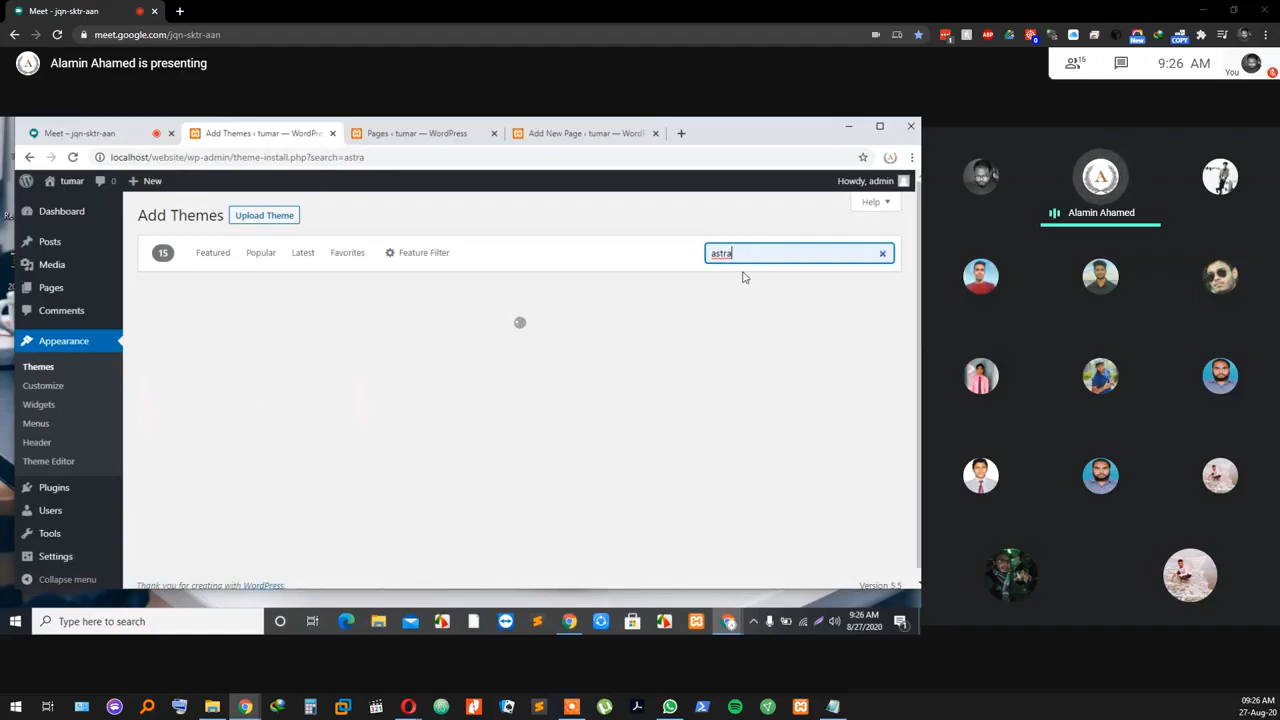 Meet - jqn-sktr-aan
meet.google.com/jqn-sktr-aan
New
COPY
Alamin Ahamed is presenting
16
9:26 AM
You
Meet – jqn-sktr-aan
Add Themes ‹ tumar — WordPre
Pages ‹ tumar — WordPress
Add New Page ‹ tumar — WordP
localhost/website/wp-admin/theme-install.php?search=astra
tumar
0
New
Howdy, admin
Dashboard
Posts
Media
Pages
Comments
Appearance
Themes
Customize
Widgets
Menus
Header
Theme Editor
Plugins
Users
Tools
Settings
Collapse menu
Add Themes
Upload Theme
Help
15
Featured
Popular
Latest
Favorites
Feature Filter
astra
Thank you for creating with WordPress.
Version 5.5
Alamin Ahamed
Type here to search
9:26 AM
8/27/2020
09:26 AM
27-Aug-20